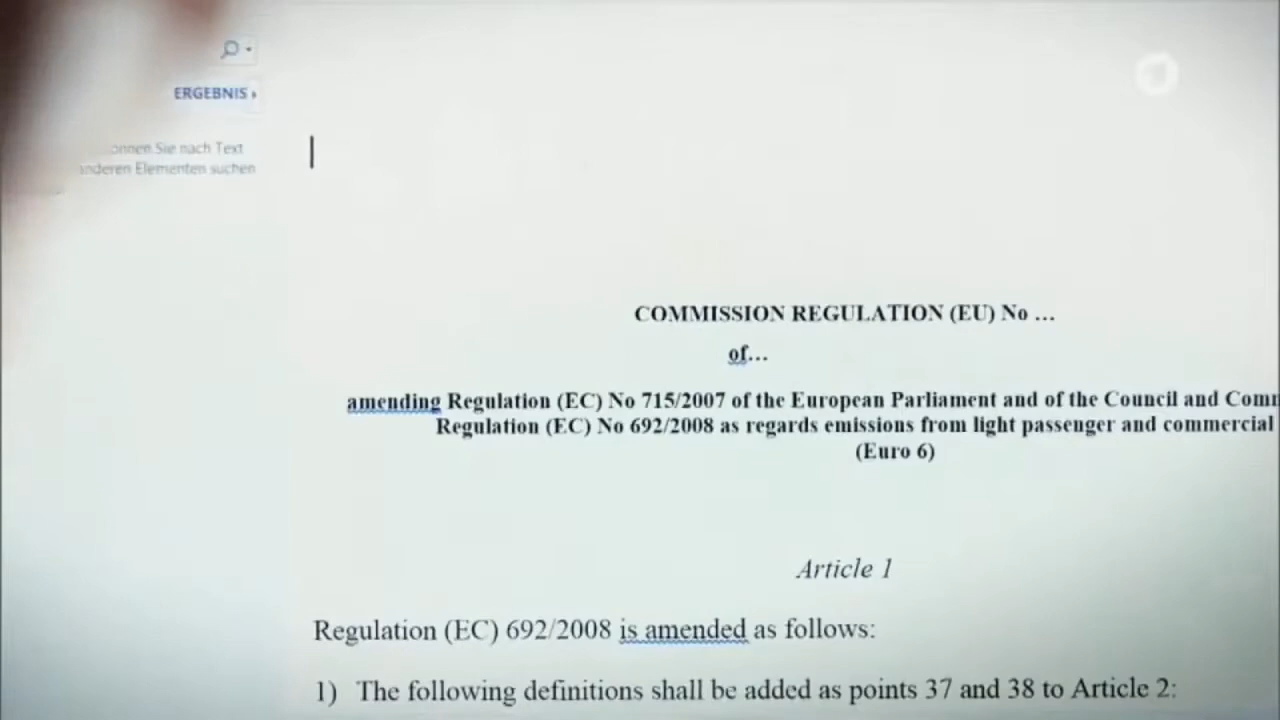 ERGEBNIS
Sie nach Text
anderen Elementen suchen
COMMISSION REGULATION (EU) No ...
of...
amending Regulation (EC) No 715/2007 of the European Parliament and of the Council and
Regulation (EC) No 692/2008 as regards emissions from light passenger and commercial
(Euro 6)
Article 1
Regulation (EC) 692/2008 is amended as follows:
1) The following definitions shall be added as points 37 and 38 to Article 2: